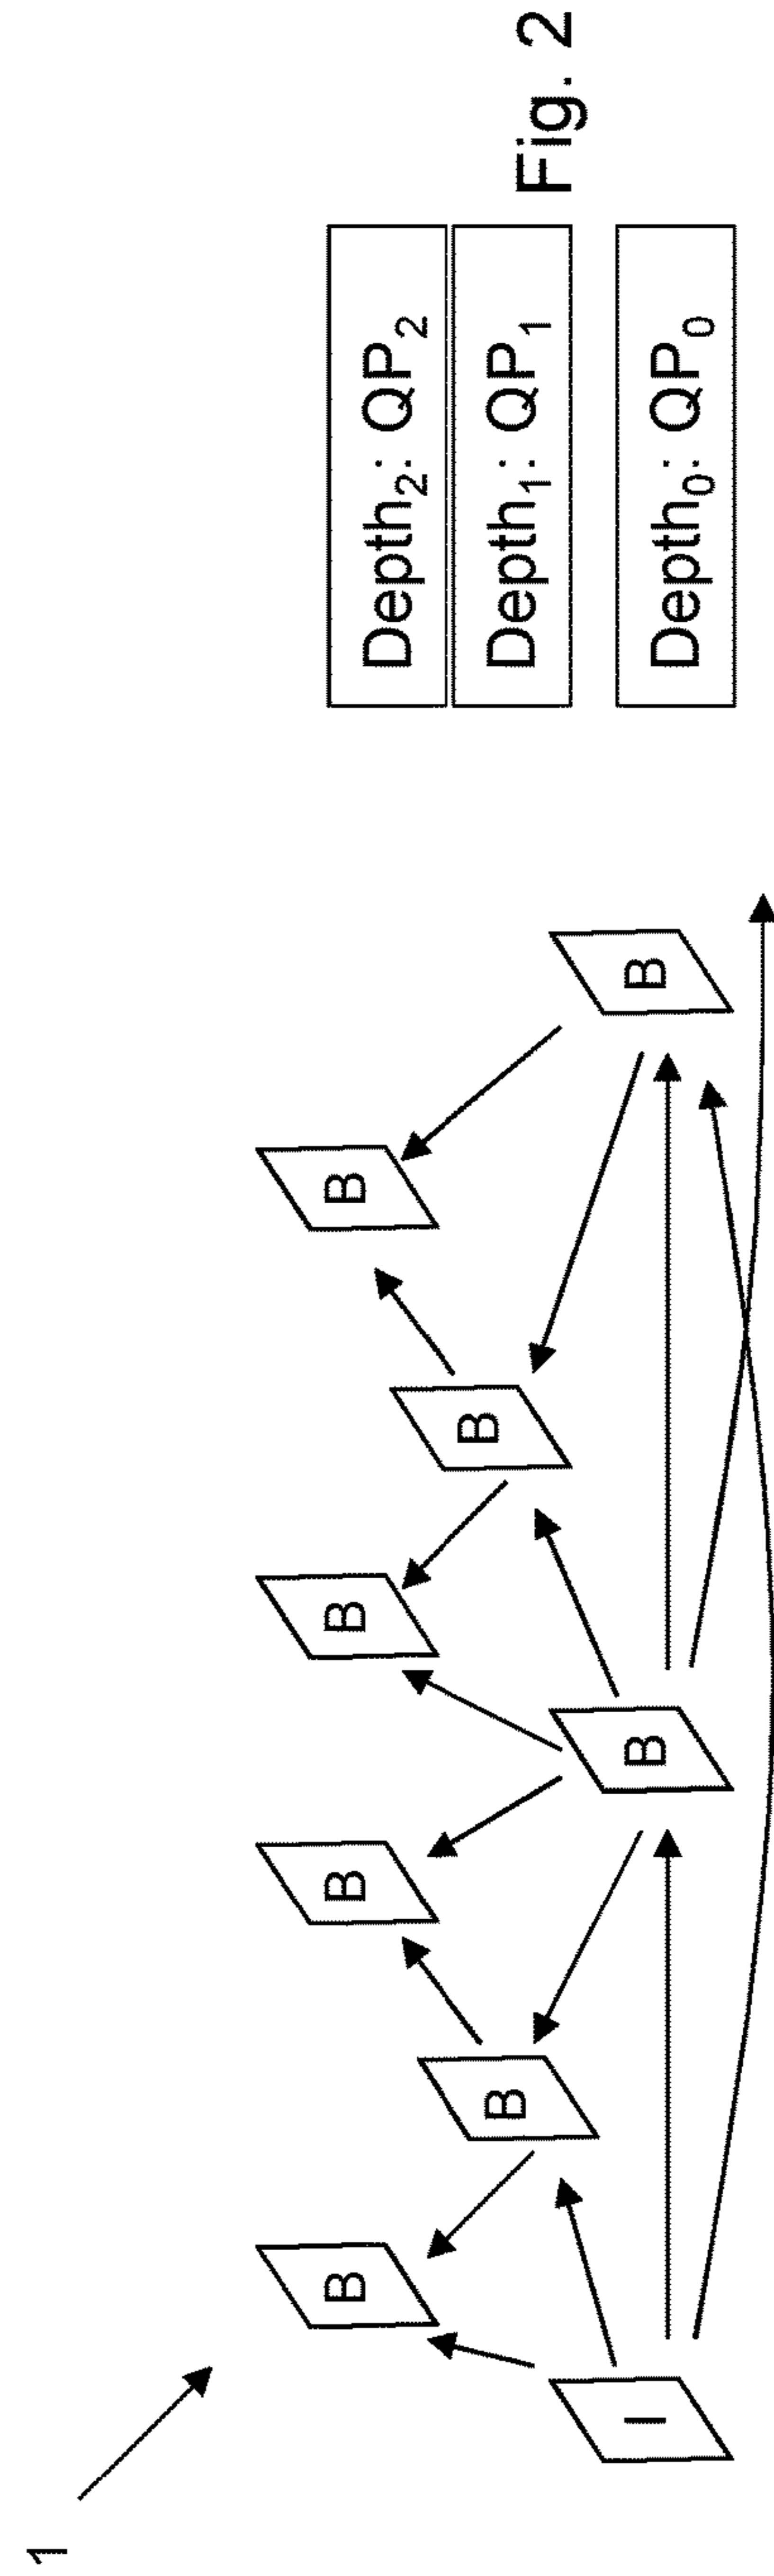 1
B B B B Depth₂: QP₂
B B Depth₁: QP₁
Fig. 2
I B B Depth₀: QP₀